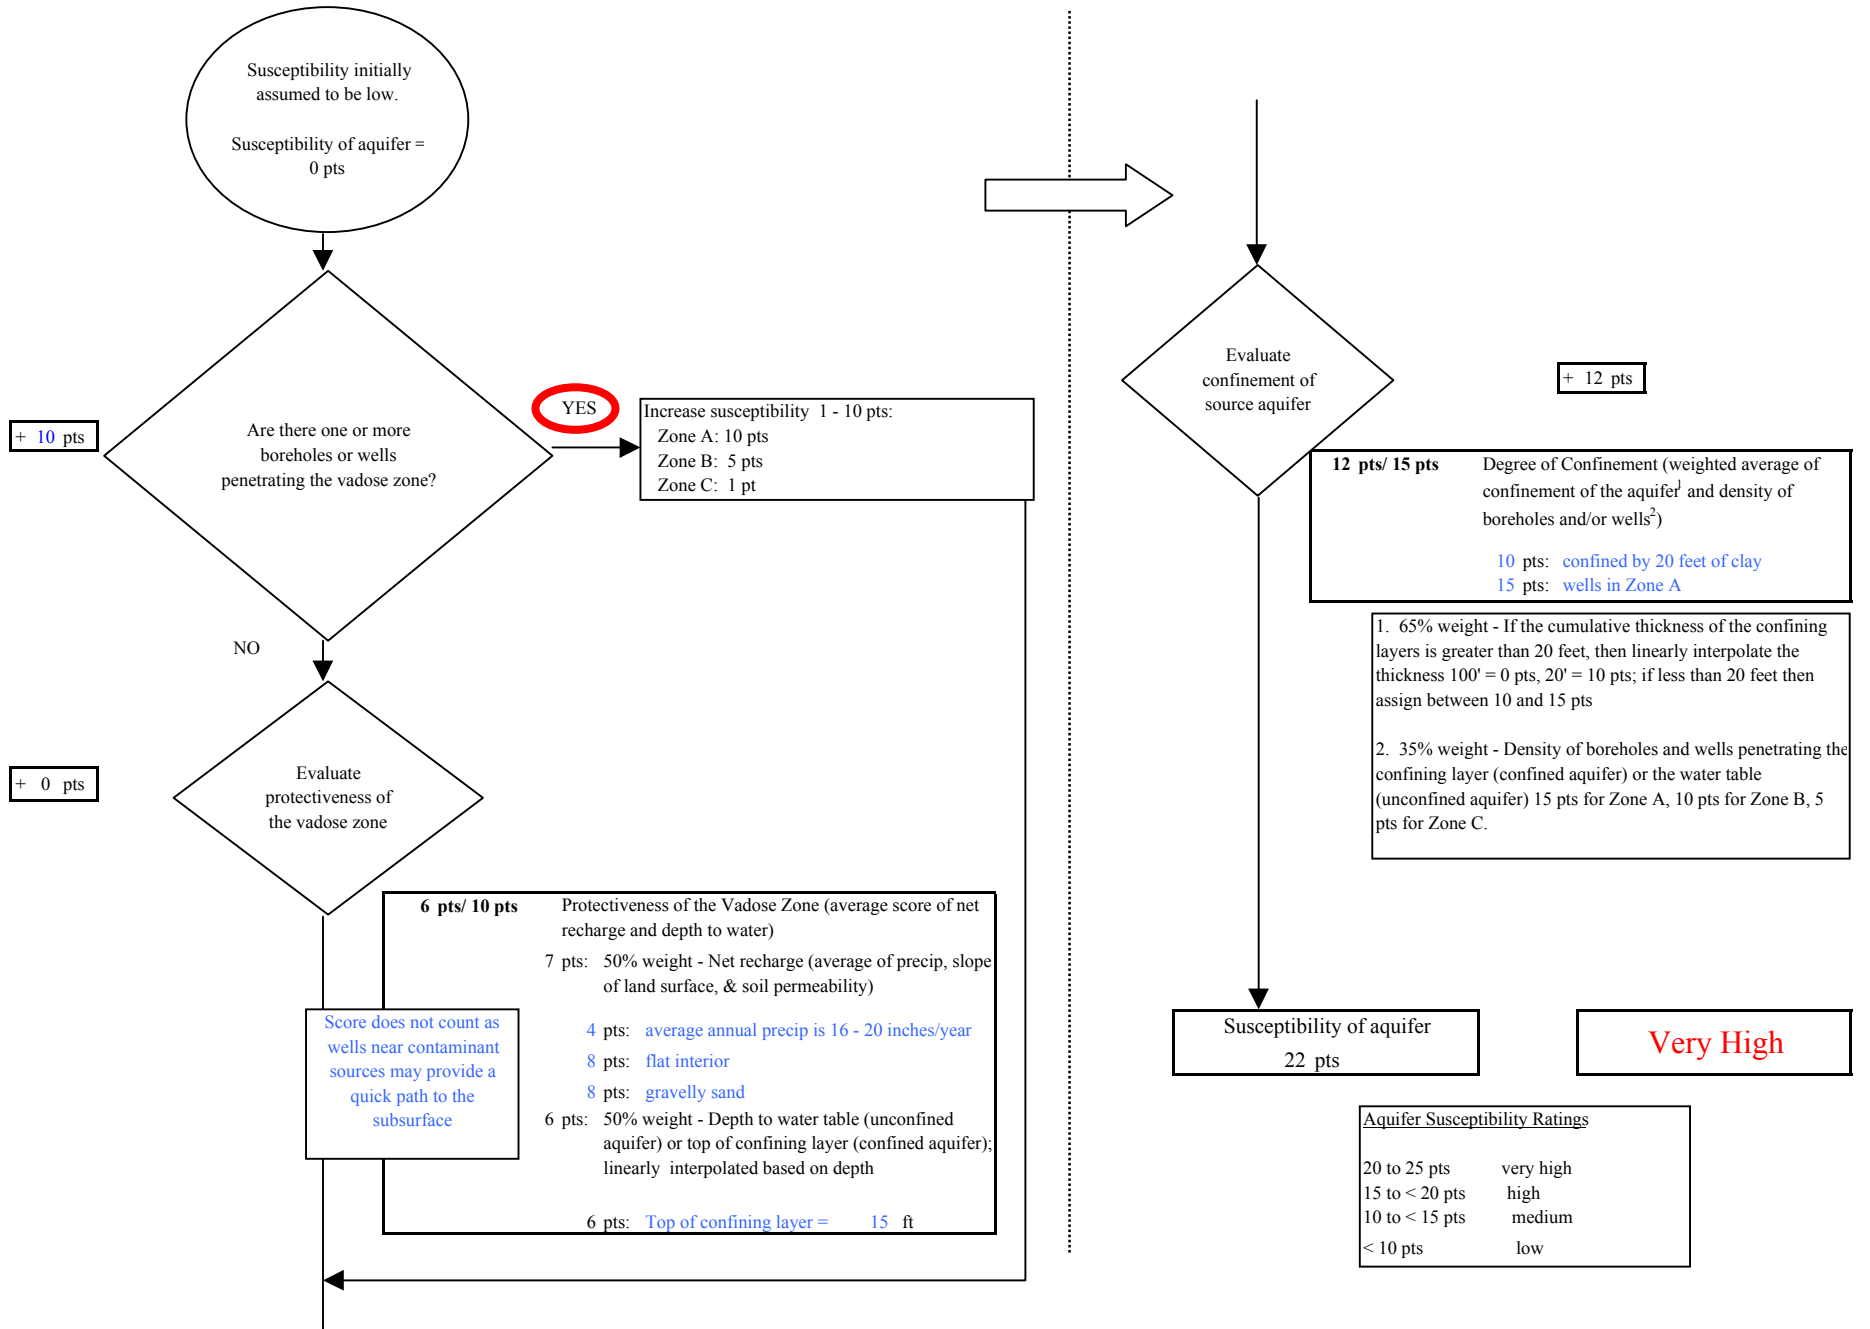 Susceptibility initially
assumed to be low.
Susceptibility of aquifer =
0 pts
+ 10 pts
Are there one or more
boreholes or wells
penetrating the vadose zone?
YES
Increase susceptibility 1 - 10 pts:
Zone A: 10 pts
Zone B: 5 pts
Zone C: 1 pt
NO
+ 0 pts
Evaluate
protectiveness of
the vadose zone
6 pts/ 10 pts Protectiveness of the Vadose Zone (average score of net
recharge and depth to water)
7 pts: 50% weight - Net recharge (average of precip, slope
of land surface, & soil permeability)
4 pts: average annual precip is 16 - 20 inches/year
8 pts: flat interior
8 pts: gravelly sand
6 pts: 50% weight - Depth to water table (unconfined
aquifer) or top of confining layer (confined aquifer);
linearly interpolated based on depth
6 pts: Top of confining layer = 15 ft
Score does not count as
wells near contaminant
sources may provide a
quick path to the
subsurface
Evaluate
confinement of
source aquifer
+ 12 pts
12 pts/ 15 pts Degree of Confinement (weighted average of
confinement of the aquifer1 and density of
boreholes and/or wells2)
10 pts: confined by 20 feet of clay
15 pts: wells in Zone A
1. 65% weight - If the cumulative thickness of the confining
layers is greater than 20 feet, then linearly interpolate the
thickness 100' = 0 pts, 20' = 10 pts; if less than 20 feet then
assign between 10 and 15 pts
2. 35% weight - Density of boreholes and wells penetrating the
confining layer (confined aquifer) or the water table
(unconfined aquifer) 15 pts for Zone A, 10 pts for Zone B, 5
pts for Zone C.
Susceptibility of aquifer
22 pts
Very High
Aquifer Susceptibility Ratings
20 to 25 pts very high
15 to < 20 pts high
10 to < 15 pts medium
< 10 pts low